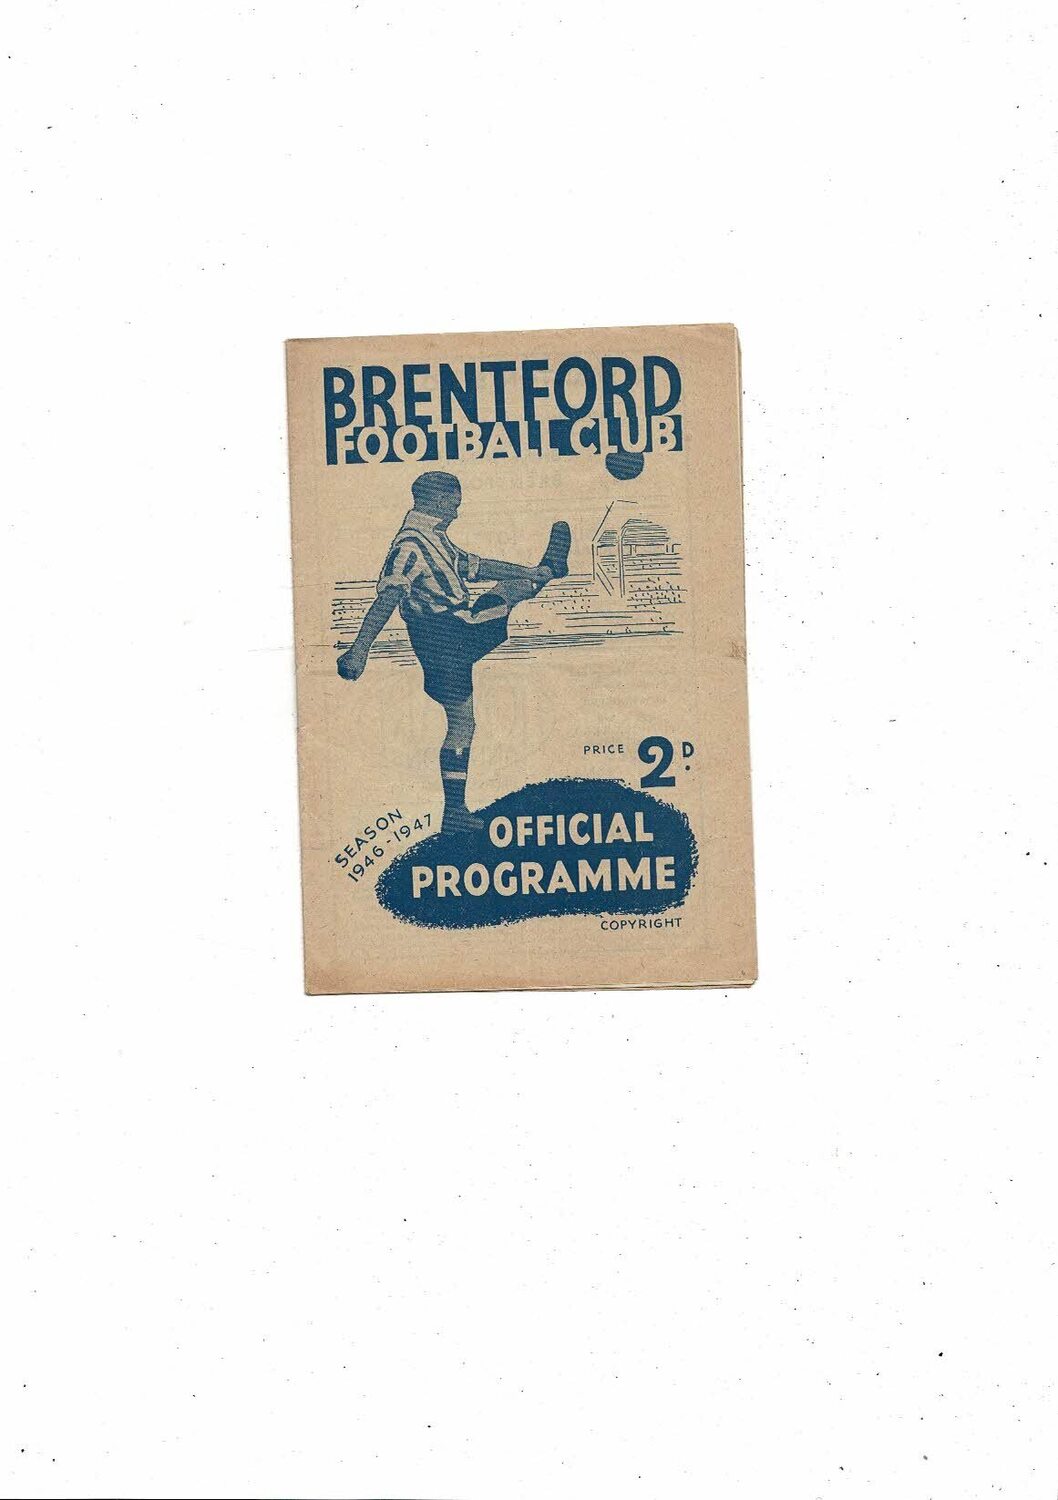 BRENTFORD
FOOTBALL CLUB
PRICE 2D.
SEASON
1946-1947
OFFICIAL
PROGRAMME
COPYRIGHT